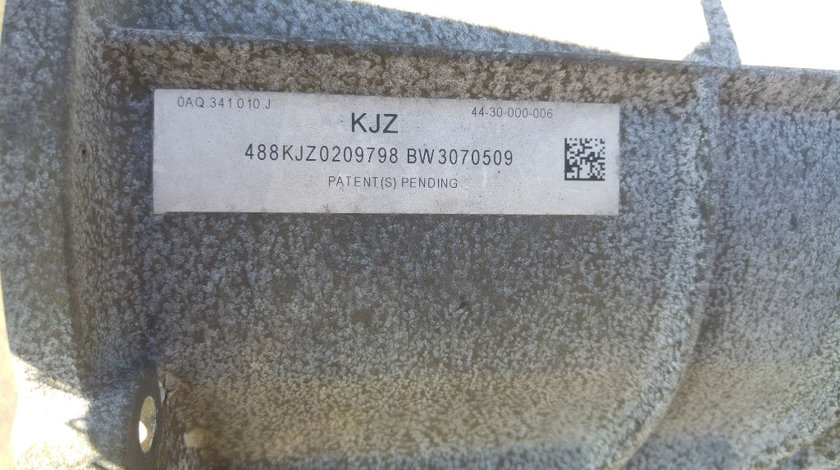 0AQ 341 010 J 44-30-000-006
KJZ
488KJZ0209798 BW3070509
PATENT(S) PENDING